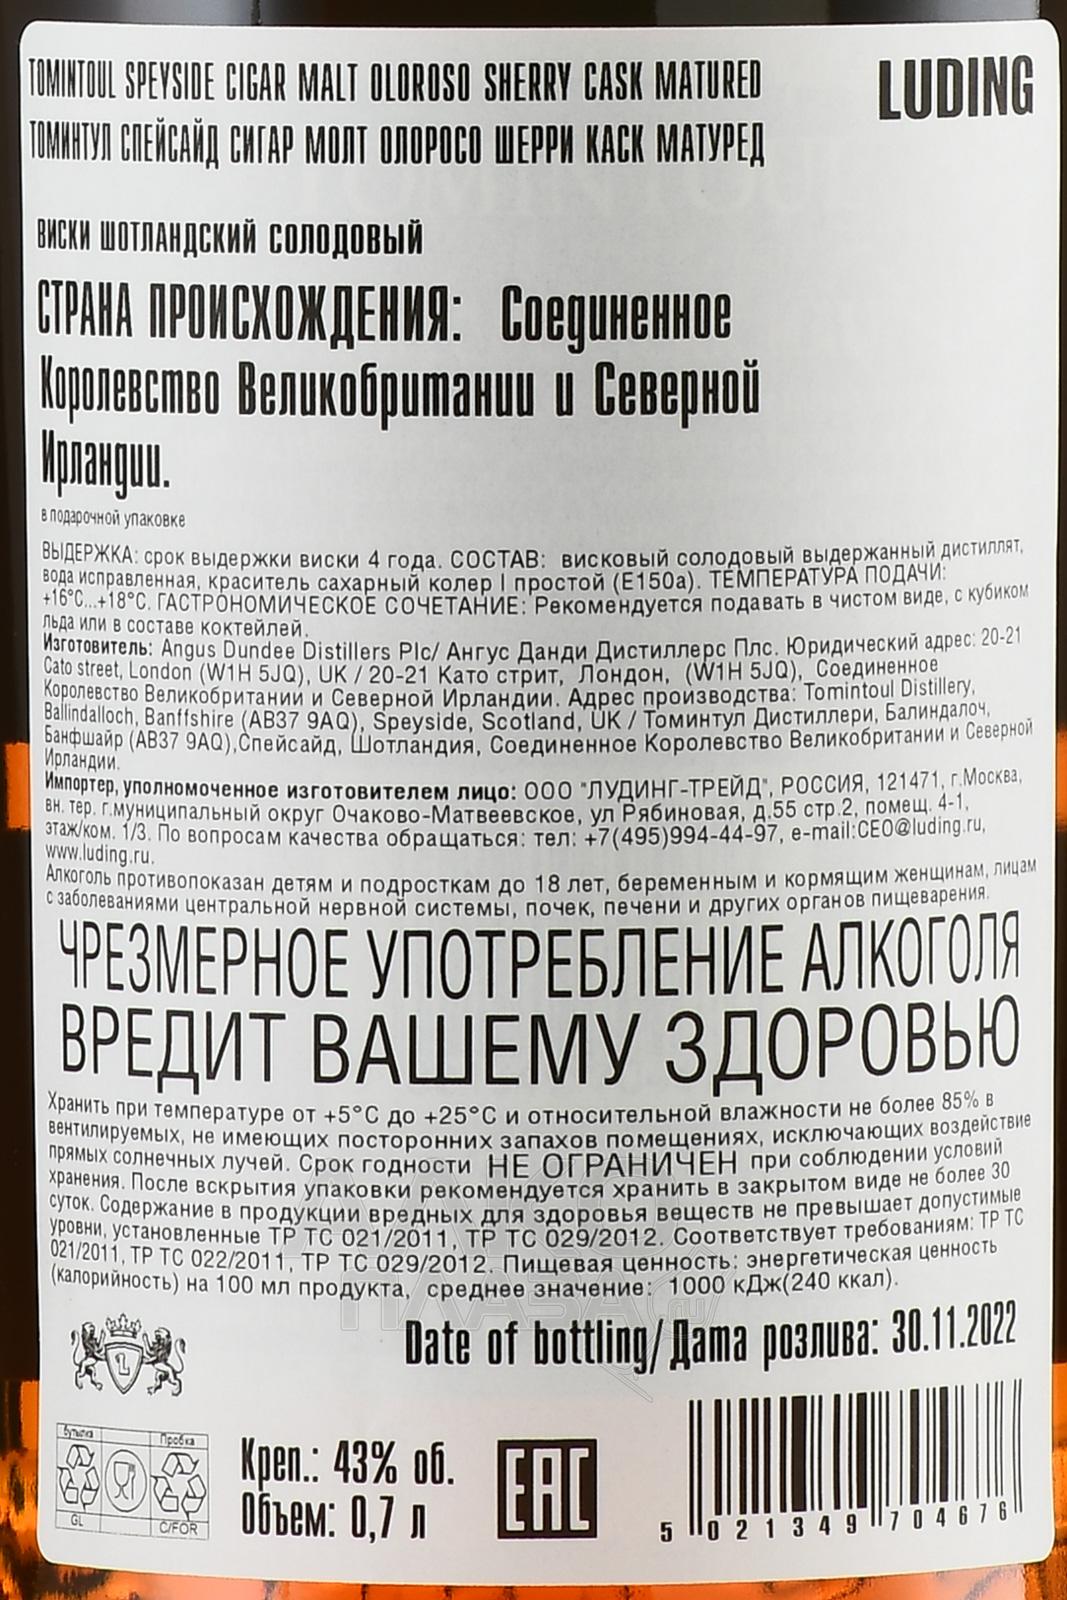 TOMINTOUL SPEYSIDE CIGAR MALT OLOROSO SHERRY CASK MATURED
LUDING
ТОМИНТУЛ СПЕЙСАЙД СИГАР МОЛТ ОЛОРОСО ШЕРРИ КАСК МАТУРЕД
ВИСКИ ШОТЛАНДСКИЙ СОЛОДОВЫЙ
СТРАНА ПРОИСХОЖДЕНИЯ: Соединенное
Королевство Великобритании и Северной
Ирландии.
в подарочной упаковке
ВЫДЕРЖКА: срок выдержки виски 4 года. СОСТАВ: висковый солодовый выдержанный дистиллят,
вода исправленная, краситель сахарный колер I простой (Е150а). ТЕМПЕРАТУРА ПОДАЧИ:
+16°С...+18°С. ГАСТРОНОМИЧЕСКОЕ СОЧЕТАНИЕ: Рекомендуется подавать в чистом виде, с кубиком
льда или в составе коктейлей.
Изготовитель: Angus Dundee Distillers Plc/ Ангус Данди Дистиллерс Плс. Юридический адрес: 20-21
Cato street, London (W1H 5JQ), UK / 20-21 Като стрит, Лондон, (W1H 5JQ), Соединенное
Королевство Великобритании и Северной Ирландии. Адрес производства: Tomintoul Distillery,
Ballindalloch, Banffshire (AB37 9AQ), Speyside, Scotland, UK / Томинтул Дистиллери, Балиндалоч,
Банфшайр (AB37 9AQ),Спейсайд, Шотландия, Соединенное Королевство Великобритании и Северной
Ирландии.
Импортер, уполномоченное изготовителем лицо: ООО "ЛУДИНГ-ТРЕЙД", РОССИЯ, 121471, г.Москва,
вн. тер. г.муниципальный округ Очаково-Матвеевское, ул Рябиновая, д.55 стр.2, помещ. 4-1,
этаж/ком. 1/3. По вопросам качества обращаться: тел: +7(495)994-44-97, e-mail:CEO@luding.ru,
www.luding.ru.
Алкоголь противопоказан детям и подросткам до 18 лет, беременным и кормящим женщинам, лицам
с заболеваниями центральной нервной системы, почек, печени и других органов пищеварения.
ЧРЕЗМЕРНОЕ УПОТРЕБЛЕНИЕ АЛКОГОЛЯ
ВРЕДИТ ВАШЕМУ ЗДОРОВЬЮ
Хранить при температуре от +5°С до +25°С и относительной влажности не более 85% в
вентилируемых, не имеющих посторонних запахов помещениях, исключающих воздействие
прямых солнечных лучей. Срок годности НЕ ОГРАНИЧЕН при соблюдении условий
хранения. После вскрытия упаковки рекомендуется хранить в закрытом виде не более 30
суток. Содержание в продукции вредных для здоровья веществ не превышает допустимые
уровни, установленные ТР ТС 021/2011, ТР ТС 029/2012. Соответствует требованиям: ТР ТС
021/2011, ТР ТС 022/2011, ТР ТС 029/2012. Пищевая ценность: энергетическая ценность
(калорийность) на 100 мл продукта, среднее значение: 1000 кДж(240 ккал).
Date of bottling/Дата розлива: 30.11.2022
L
бутылка
Пробка
GL
C/FOR
Креп.: 43% об.
Объем: 0,7 л
EAC
5 021349 704676